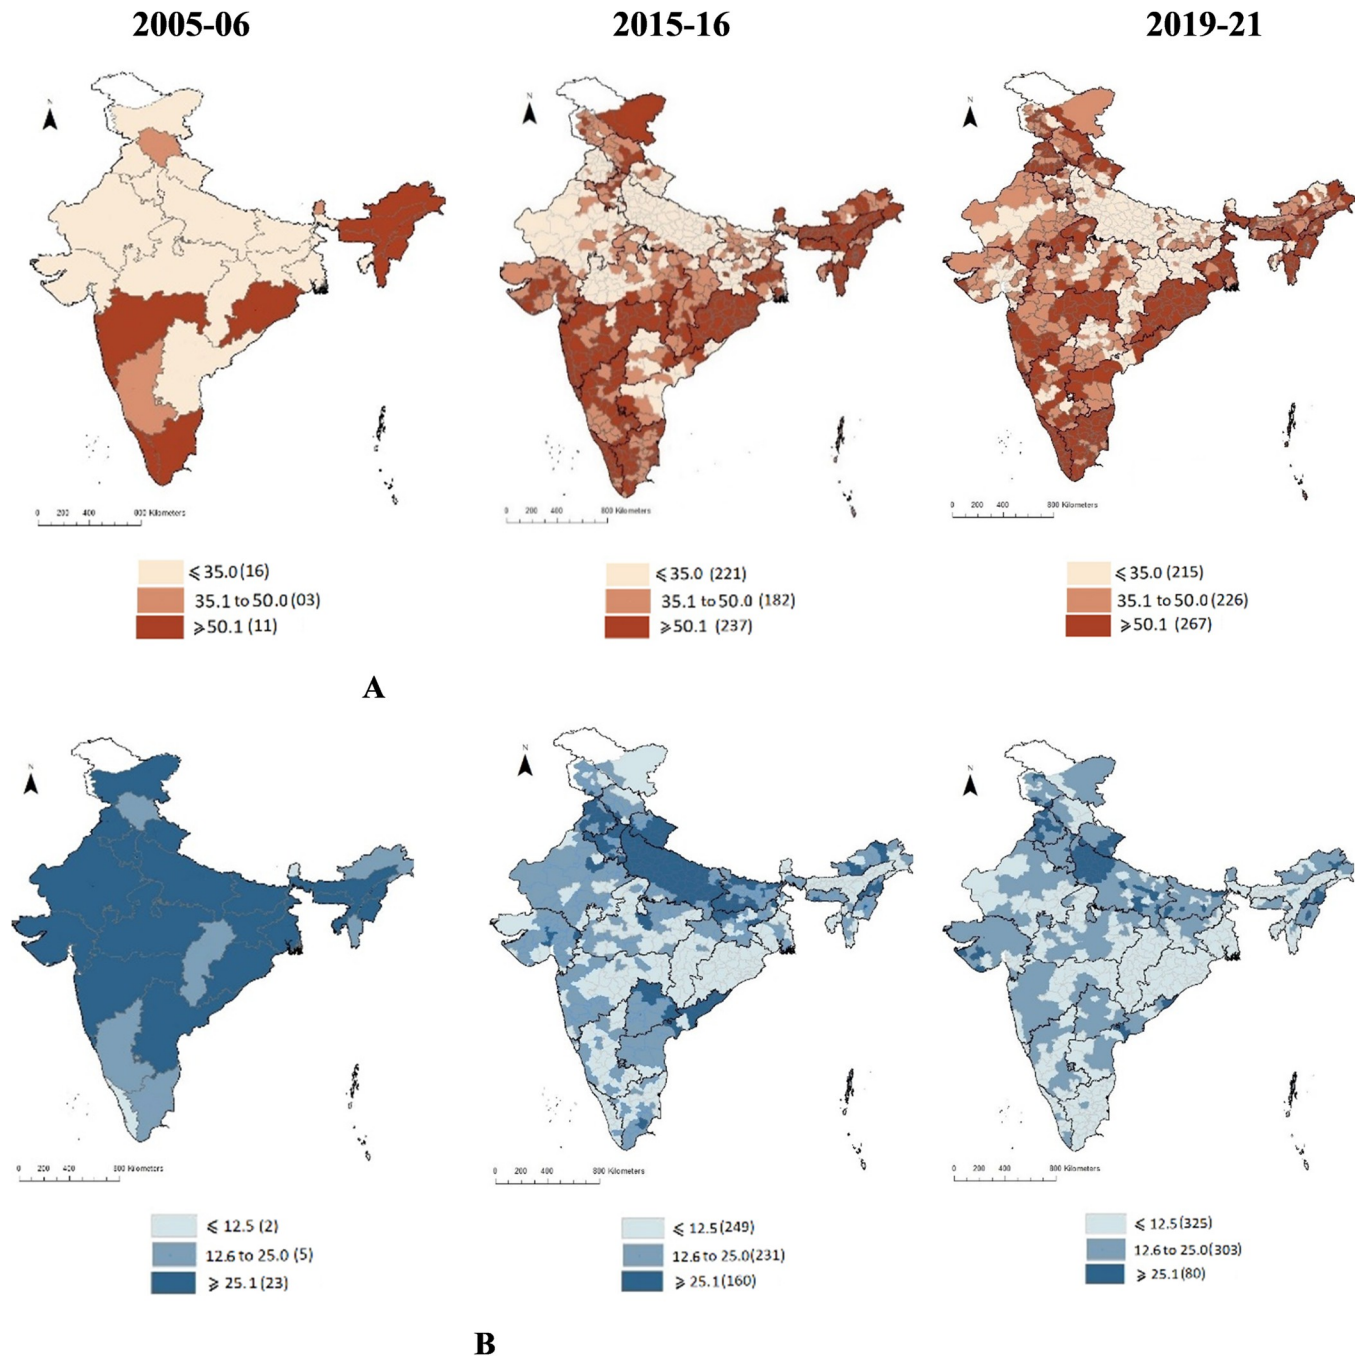 2005-06 2015-16 2019-21
N N N
0 200 400 800 Kilometers 0 200 400 800 Kilometers 0 200 400 800 Kilometers
⩽ 35.0 (16) ⩽ 35.0 (221) ⩽ 35.0 (215)
35.1 to 50.0 (03) 35.1 to 50.0 (182) 35.1 to 50.0 (226)
⩾ 50.1 (11) ⩾ 50.1 (237) ⩾ 50.1 (267)
A
N N N
0 200 400 800 Kilometers 0 200 400 800 Kilometers 0 200 400 800 Kilometers
⩽ 12.5 (2) ⩽ 12.5 (249) ⩽ 12.5 (325)
12.6 to 25.0 (5) 12.6 to 25.0 (231) 12.6 to 25.0 (303)
⩾ 25.1 (23) ⩾ 25.1 (160) ⩾ 25.1 (80)
B